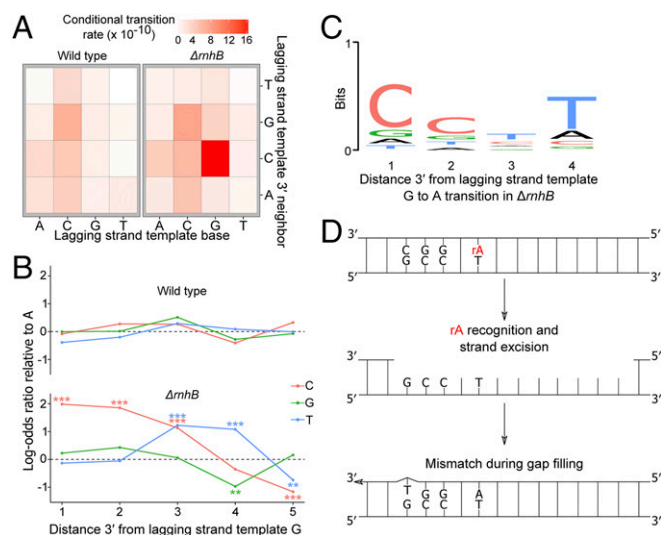 A
Conditional transition
rate (x 10-10)
0 4 8 12 16
Wild type
ΔrnhB
T
G
C
A
Lagging strand template 3′ neighbor
A C G T A C G T
Lagging strand template base
B
Wild type
2
1
0
-1
ΔrnhB
*** ***
***
***
***
**
**
***
2
1
0
-1
C
G
T
Log-odds ratio relative to A
1 2 3 4 5
Distance 3′ from lagging strand template G
C
1
Bits
0
C
G
A
T
C
G
T
A
T
C
T
A
C
G
1 2 3 4
Distance 3′ from lagging strand template
G to A transition in ΔrnhB
D
3′ 5′
C G G rA
G C C T
5′ 3′
rA recognition and
strand excision
3′ 5′
G C C T
5′ 3′
Mismatch during gap filling
3′ 5′
T G G A
G C C T
5′ 3′